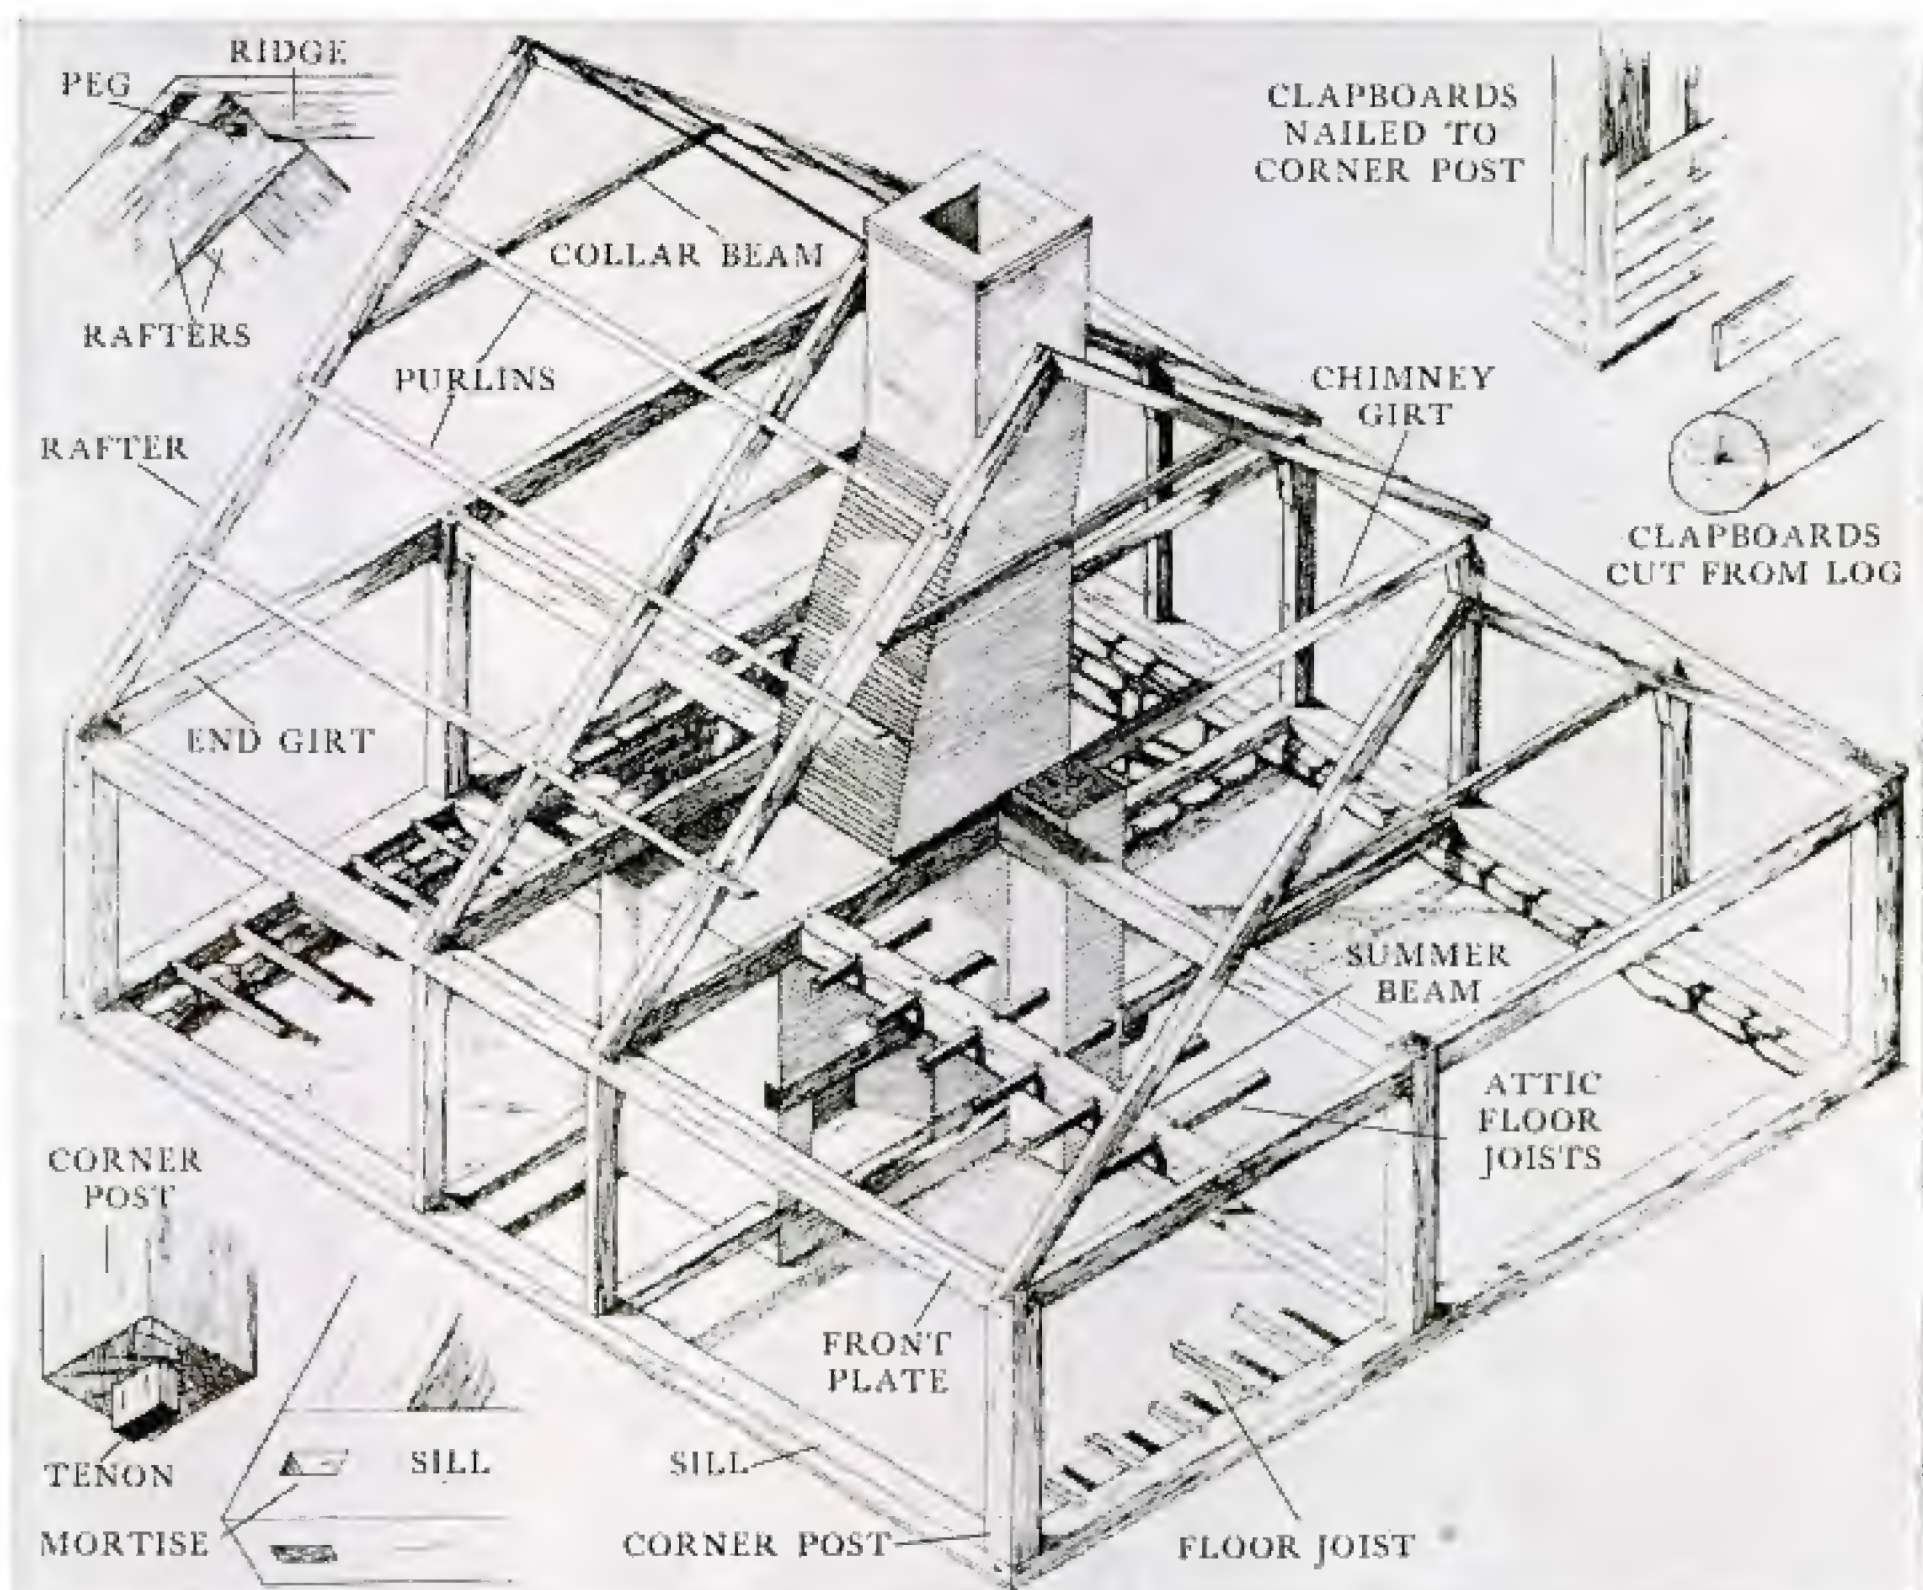 RIDGE
PEG
RAFTERS
COLLAR BEAM
PURLINS
RAFTER
END GIRT
CLAPBOARDS
NAILED TO
CORNER POST
CHIMNEY
GIRT
CLAPBOARDS
CUT FROM LOG
SUMMER
BEAM
ATTIC
FLOOR
JOISTS
CORNER
POST
TENON
MORTISE
SILL
FRONT
PLATE
SILL
CORNER POST
FLOOR JOIST